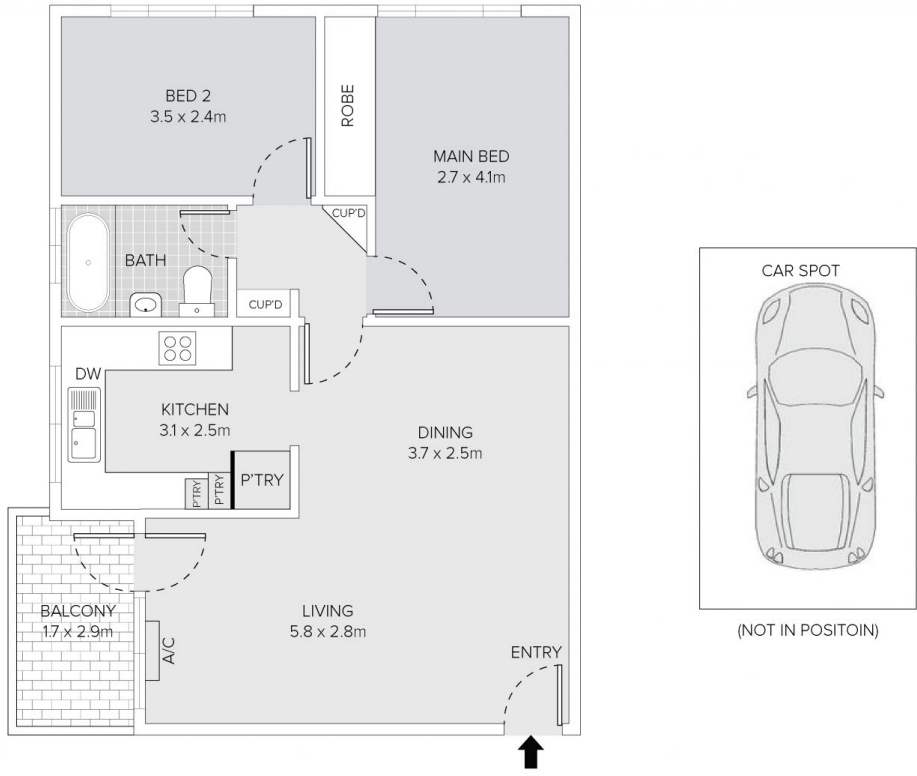 BED 2
3.5 x 2.4m
ROBE
MAIN BED
2.7 x 4.1m
CUP'D
BATH
CUP'D
CAR SPOT
DW
KITCHEN
3.1 x 2.5m
DINING
3.7 x 2.5m
P'TRY
P'TRY
P'TRY
BALCONY
1.7 x 2.9m
A/C
LIVING
5.8 x 2.8m
ENTRY
(NOT IN POSITOIN)